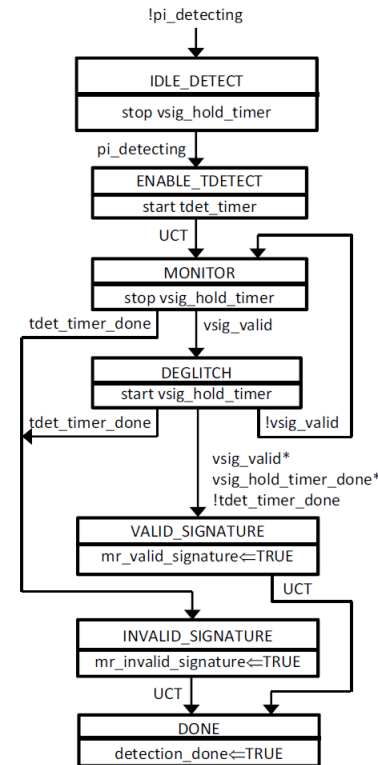 !pi_detecting
IDLE_DETECT
stop vsig_hold_timer
pi_detecting
ENABLE_TDETECT
start tdet_timer
UCT
MONITOR
stop vsig_hold_timer
tdet_timer_done
vsig_valid
DEGLITCH
start vsig_hold_timer
tdet_timer_done
!vsig_valid
vsig_valid*
vsig_hold_timer_done*
!tdet_timer_done
VALID_SIGNATURE
mr_valid_signature⇐TRUE
UCT
INVALID_SIGNATURE
mr_invalid_signature⇐TRUE
UCT
DONE
detection_done⇐TRUE